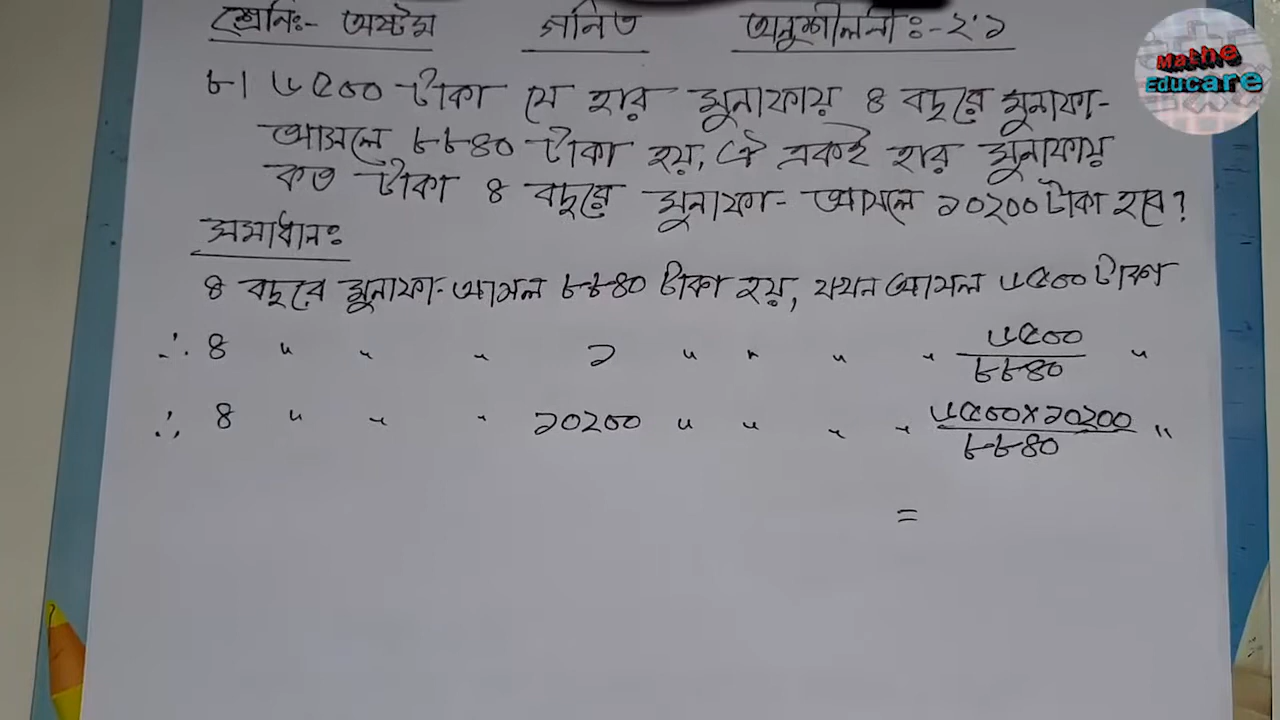 শ্রেনিঃ- অষ্টম গনিত অনুশীলনীঃ-২.১
Mathe
Educare
৮। ৬৫০০ টাকা যে হার মুনাফায় ৪ বছরে মুনাফা-
আসলে ৮৮৪০ টাকা হয়, ঐ একই হার মুনাফায়
কত টাকা ৪ বছরে মুনাফা- আসলে ১০২০০ টাকা হবে?
সমাধানঃ
৪ বছরে মুনাফা-আসল ৮৮৪০ টাকা হয়, যখন আসল ৬৫০০ টাকা
∴ ৪ " " " ১ " " " " ৬৫০০/৮৮৪০ "
∴ ৪ " " " ১০২০০ " " " " ৬৫০০×১০২০০/৮৮৪০ "
=